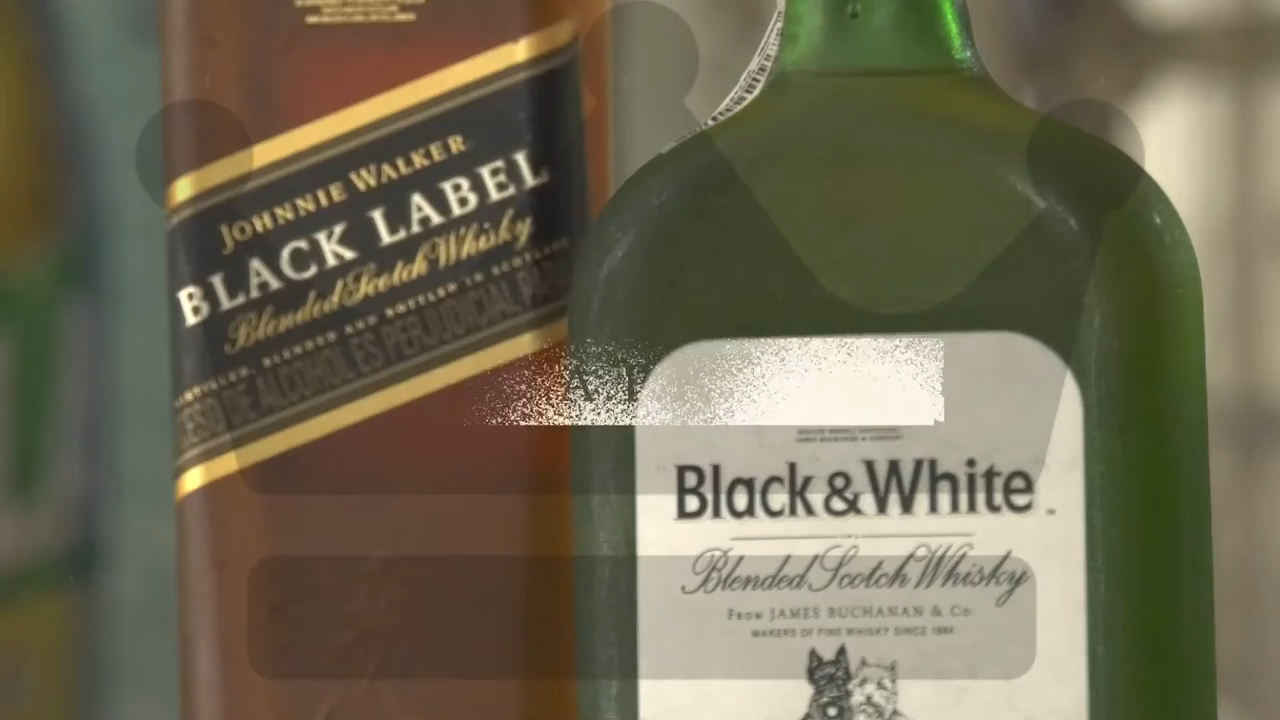 JOHNNIE WALKER
BLACK LABEL
Blended Scotch Whisky
BLENDED AND BOTTLED IN SCOTLAND
DE ALCOHOL ES PERJUDICIAL PARA
Black & White
Blended Scotch Whisky
FROM JAMES BUCHANAN & Co.
MAKERS OF FINE WHISKY SINCE 1884